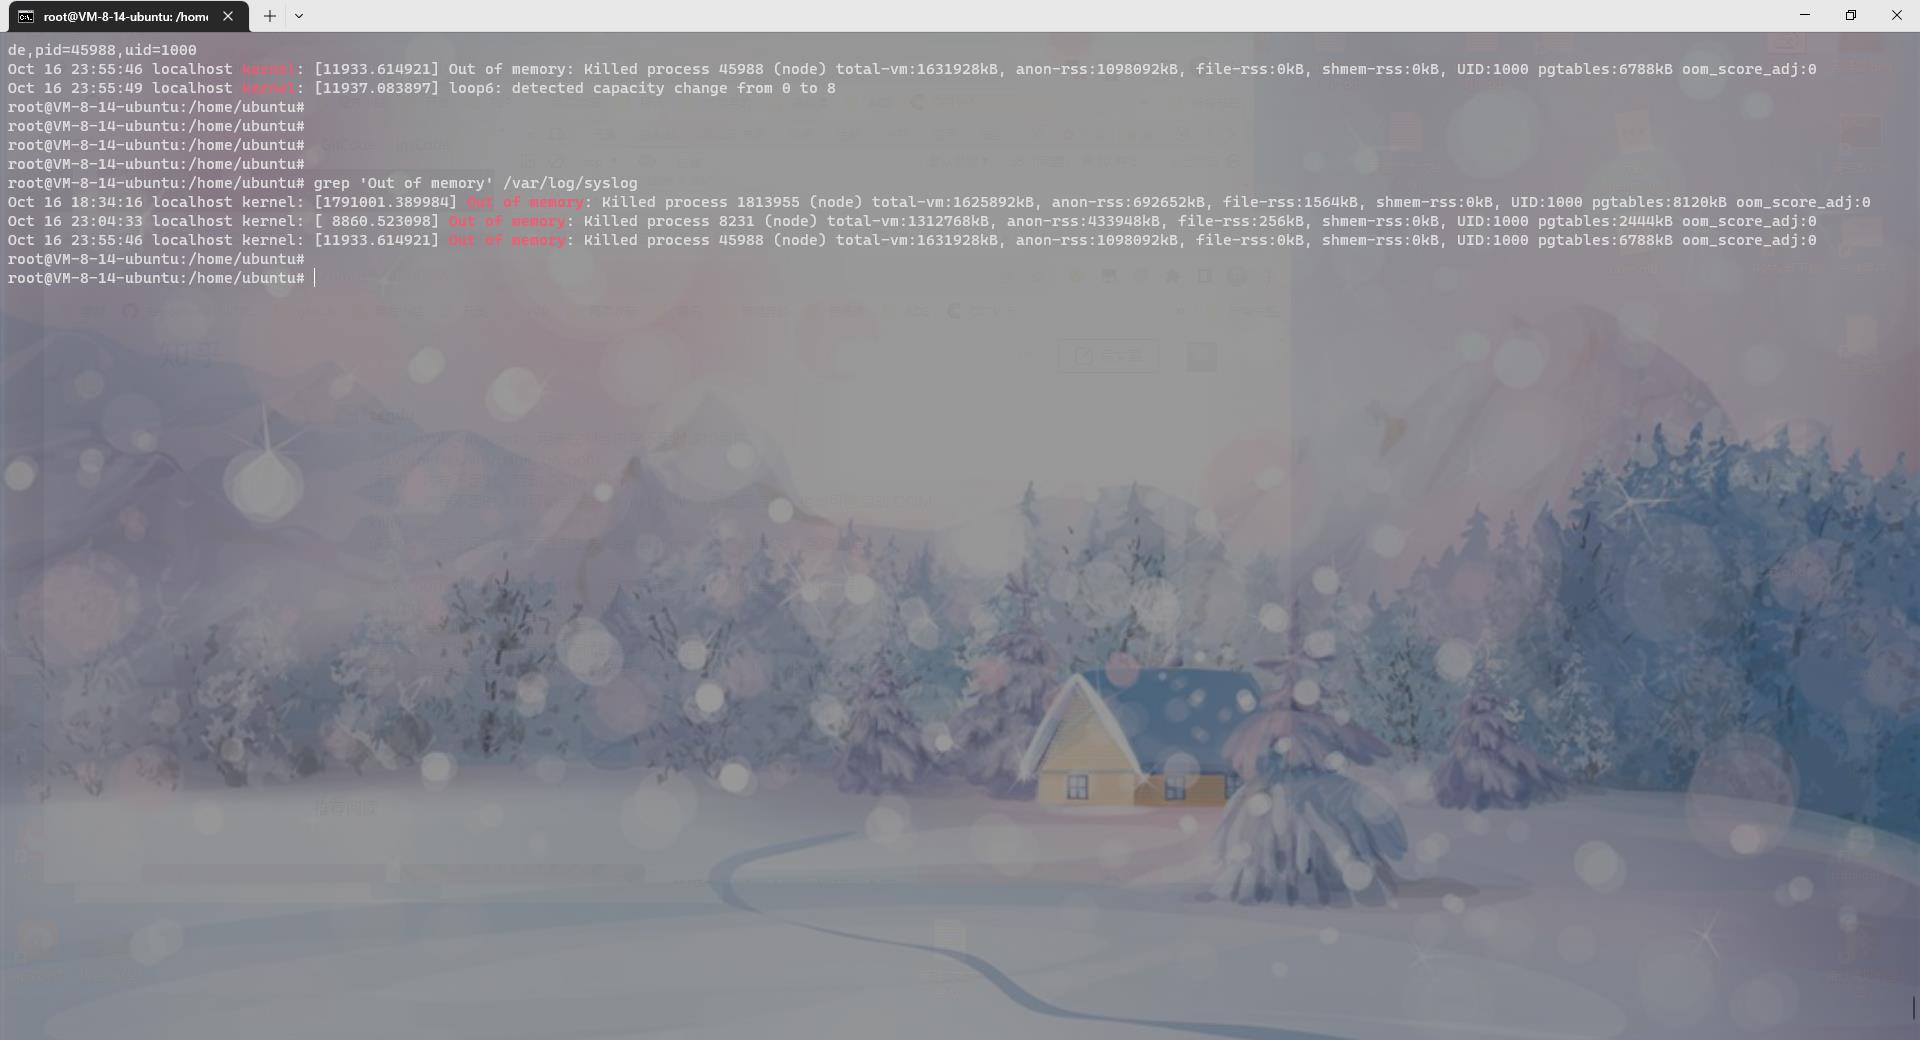 root@VM-8-14-ubuntu: /hom
de,pid=45988,uid=1000
Oct 16 23:55:46 localhost kernel: [11933.614921] Out of memory: Killed process 45988 (node) total-vm:1631928kB, anon-rss:1098092kB, file-rss:0kB, shmem-rss:0kB, UID:1000 pgtables:6788kB oom_score_adj:0
Oct 16 23:55:49 localhost kernel: [11937.083897] loop6: detected capacity change from 0 to 8
root@VM-8-14-ubuntu:/home/ubuntu#
root@VM-8-14-ubuntu:/home/ubuntu#
root@VM-8-14-ubuntu:/home/ubuntu#
root@VM-8-14-ubuntu:/home/ubuntu#
root@VM-8-14-ubuntu:/home/ubuntu# grep 'Out of memory' /var/log/syslog
Oct 16 18:34:16 localhost kernel: [1791001.389984] Out of memory: Killed process 1813955 (node) total-vm:1625892kB, anon-rss:692652kB, file-rss:1564kB, shmem-rss:0kB, UID:1000 pgtables:8120kB oom_score_adj:0
Oct 16 23:04:33 localhost kernel: [ 8860.523098] Out of memory: Killed process 8231 (node) total-vm:1312768kB, anon-rss:433948kB, file-rss:256kB, shmem-rss:0kB, UID:1000 pgtables:2444kB oom_score_adj:0
Oct 16 23:55:46 localhost kernel: [11933.614921] Out of memory: Killed process 45988 (node) total-vm:1631928kB, anon-rss:1098092kB, file-rss:0kB, shmem-rss:0kB, UID:1000 pgtables:6788kB oom_score_adj:0
root@VM-8-14-ubuntu:/home/ubuntu#
root@VM-8-14-ubuntu:/home/ubuntu#
知乎
推荐阅读